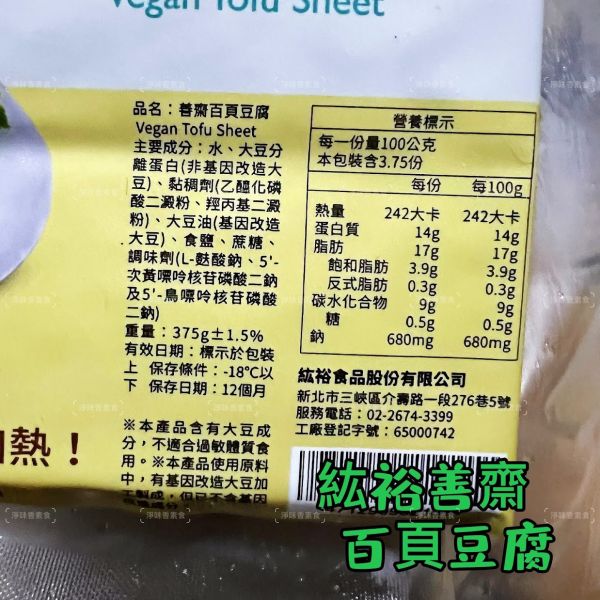 Vegan Tofu Sheet
品名：善齋百頁豆腐
Vegan Tofu Sheet
主要成分：水、大豆分
離蛋白(非基因改造大
豆)、黏稠劑(乙醯化磷
酸二澱粉、羥丙基二澱
粉)、大豆油(基因改造
大豆)、食鹽、蔗糖、
調味劑(L-麩酸鈉、5'-
次黃嘌呤核苷磷酸二鈉
及5'-鳥嘌呤核苷磷酸
二鈉)
重量：375g±1.5%
有效日期：標示於包裝
上 保存條件：-18℃以
下 保存日期：12個月
※本產品含有大豆成
分，不適合過敏體質食
用。※本產品使用原料
中，有基因改造大豆加
工製成，但已不含基因
營養標示
每一份量100公克
本包裝含3.75份
每份 每100g
熱量 242大卡 242大卡
蛋白質 14g 14g
脂肪 17g 17g
飽和脂肪 3.9g 3.9g
反式脂肪 0.3g 0.3g
碳水化合物 9g 9g
糖 0.5g 0.5g
鈉 680mg 680mg
紘裕食品股份有限公司
新北市三峽區介壽路一段276巷5號
服務電話：02-2674-3399
工廠登記字號：65000742
熱！
紘裕善齋
百頁豆腐
淨味香素食